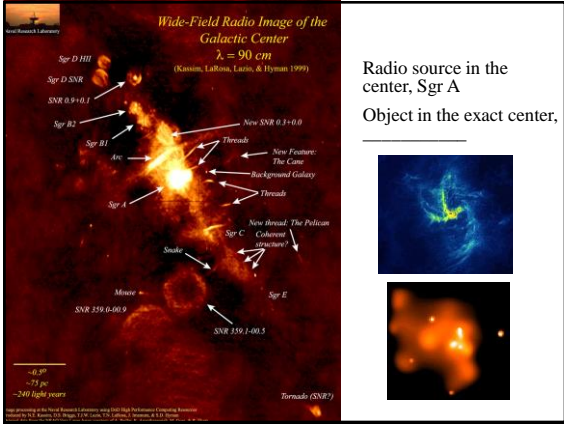 Naval Research Laboratory
Wide-Field Radio Image of the
Galactic Center
λ = 90 cm
(Kassim, LaRosa, Lazio, & Hyman 1999)
Sgr D HII
Sgr D SNR
SNR 0.9+0.1
Sgr B2
Sgr B1
Arc
Sgr A
New SNR 0.3+0.0
Threads
New Feature:
The Cane
Background Galaxy
Threads
New thread: The Pelican
Sgr C
Coherent
structure?
Snake
Mouse
Sgr E
SNR 359.0-00.9
SNR 359.1-00.5
~0.5°
~75 pc
~240 light years
Tornado (SNR?)
Radio source in the
center, Sgr A
Object in the exact center,
___________